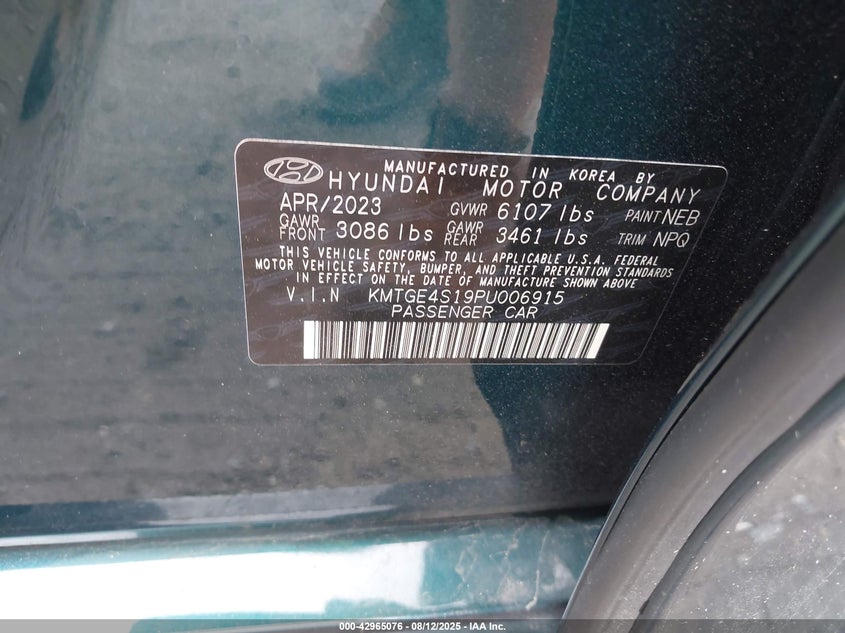 MANUFACTURED IN KOREA BY
HYUNDAI MOTOR COMPANY
APR/2023 GVWR 6107 lbs PAINT NEB
GAWR FRONT 3086 lbs GAWR REAR 3461 lbs TRIM NPQ
THIS VEHICLE CONFORMS TO ALL APPLICABLE U.S.A. FEDERAL
MOTOR VEHICLE SAFETY, BUMPER, AND THEFT PREVENTION STANDARDS
IN EFFECT ON THE DATE OF MANUFACTURE SHOWN ABOVE
V.I.N KMTGE4S19PU006915
PASSENGER CAR
000-42965076 - 08/12/2025 - IAA Inc.